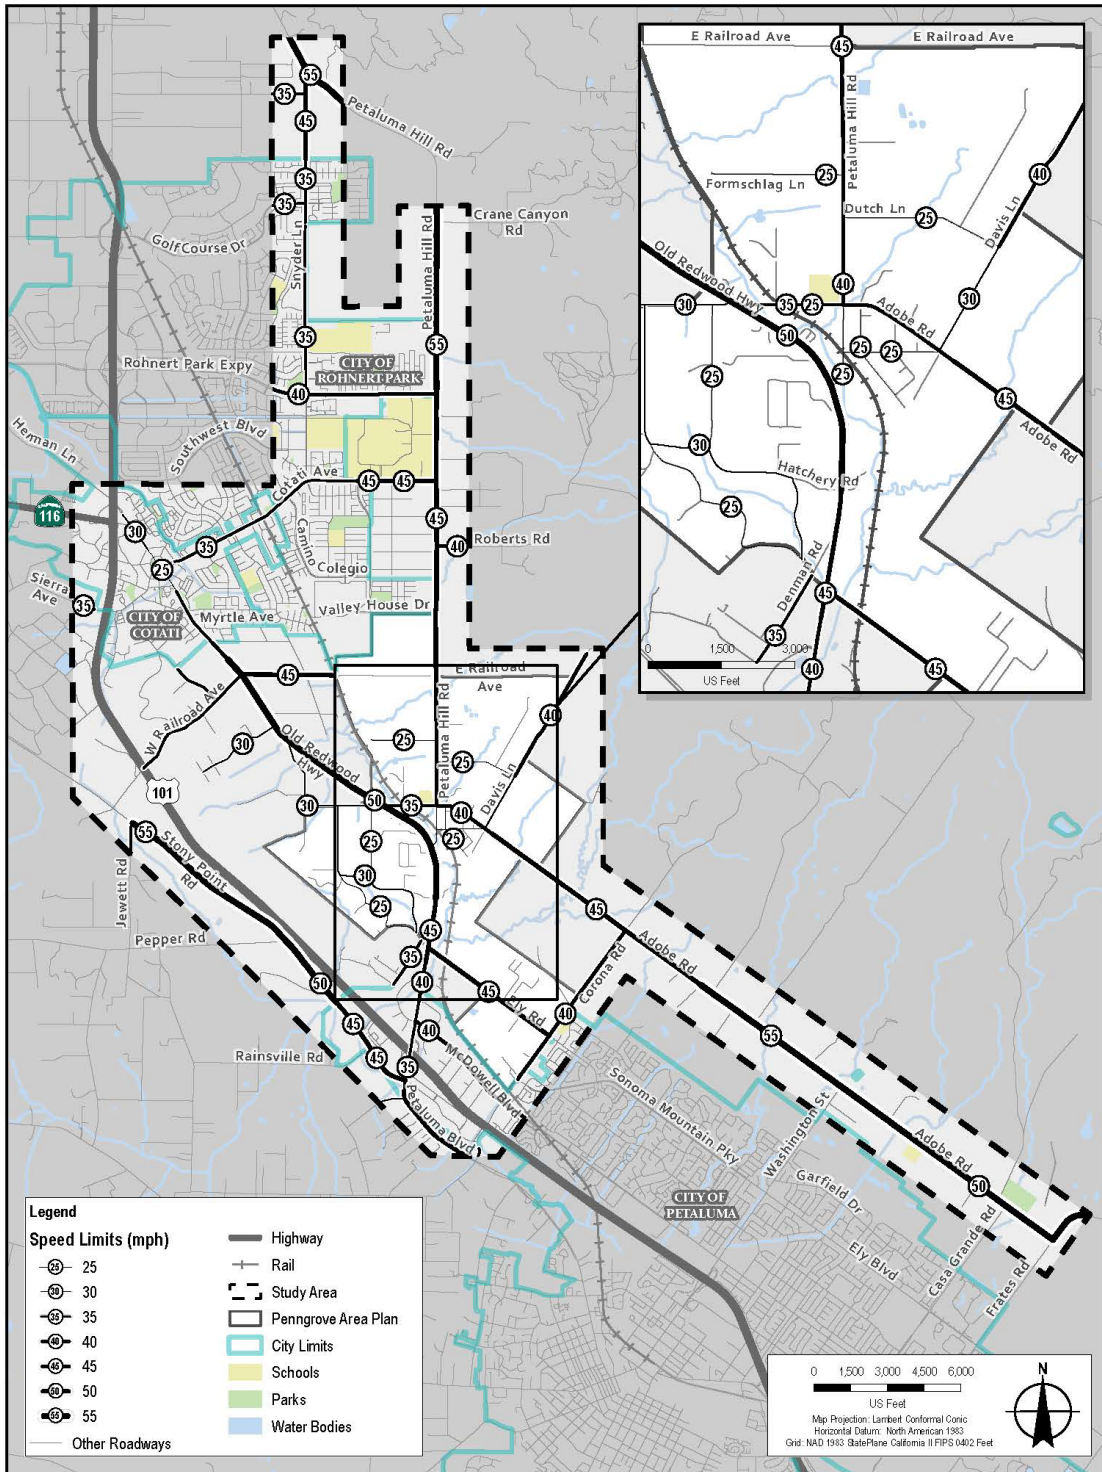 55
35
45
Petaluma Hill Rd
35
35
Crane Canyon
Rd
Golf Course Dr
Snyder Ln
Petaluma Hill Rd
35
55
CITY OF
ROHNERT PARK
Rohnert Park Expy
40
Southwest Blvd
Herman Ln
Cotati Ave
45
45
116
30
35
45
40
Roberts Rd
25
Camino
Colegio
Sierra
Ave
35
CITY OF
COTATI
Myrtle Ave
Valley House Dr
45
E Railroad
Ave
W Railroad Ave
Petaluma Hill Rd
40
30
Old Redwood
Hwy
25
25
Davis Ln
101
50
35
40
30
55
Stony Point
Rd
25
25
30
25
45
Jewett Rd
Pepper Rd
45
35
Adobe Rd
50
40
45
Ely Rd
Corona Rd
40
45
40
55
Rainsville Rd
45
35
McDowell Blvd
Sonoma Mountain Pky
Washington St
Petaluma Blvd
Adobe Rd
Garfield Dr
50
CITY OF
PETALUMA
Ely Blvd
Casa Grande Rd
Frates Rd
E Railroad Ave
45
E Railroad Ave
Petaluma Hill Rd
40
25
Formschlag Ln
Dutch Ln
25
Davis Ln
Old Redwood Hwy
40
30
30
35
25
Adobe Rd
50
25
25
25
25
45
Adobe Rd
30
Hatchery Rd
25
Denman Rd
45
35
40
45
0 1,500 3,000
US Feet
Legend
Speed Limits (mph)
25 25
30 30
35 35
40 40
45 45
50 50
55 55
Other Roadways
Highway
Rail
Study Area
Penngrove Area Plan
City Limits
Schools
Parks
Water Bodies
0 1,500 3,000 4,500 6,000
US Feet
Map Projection: Lambert Conformal Conic
Horizontal Datum: North American 1983
Grid: NAD 1983 StatePlane California II FIPS 0402 Feet
N